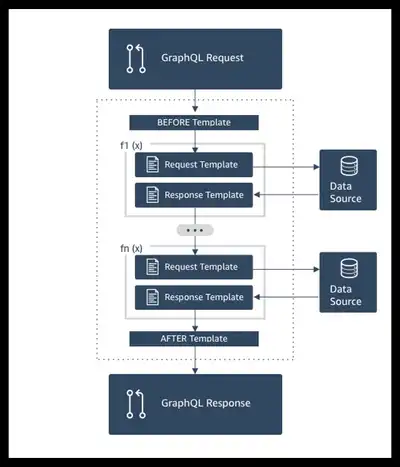 GraphQL Request
BEFORE Template
f1 (x)
Request Template
Response Template
Data
Source
fn (x)
Request Template
Response Template
Data
Source
AFTER Template
GraphQL Response